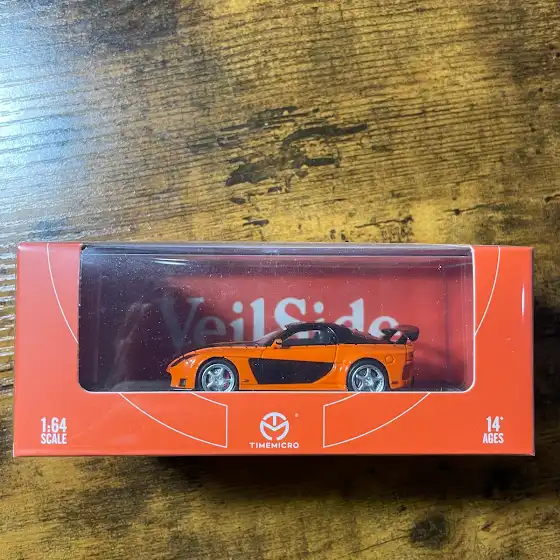 VeilSide
1:64
SCALE
TIMEMICRO
14+
AGES